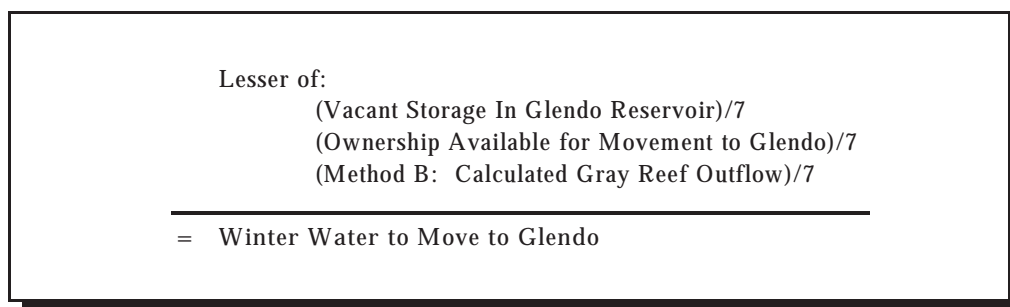 Lesser of:
(Vacant Storage In Glendo Reservoir)/7
(Ownership Available for Movement to Glendo)/7
(Method B: Calculated Gray Reef Outflow)/7
= Winter Water to Move to Glendo